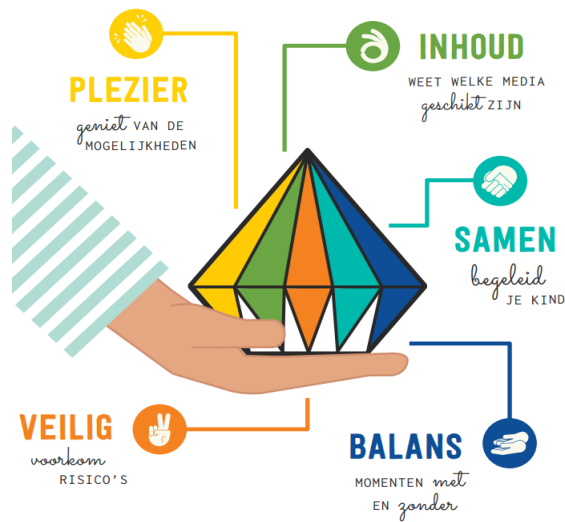 PLEZIER
geniet VAN DE
MOGELIJKHEDEN
INHOUD
WEET WELKE MEDIA
geschikt ZIJN
SAMEN
begeleid
JE KIND
VEILIG
voorkom
RISICO'S
BALANS
MOMENTEN met
EN zonder